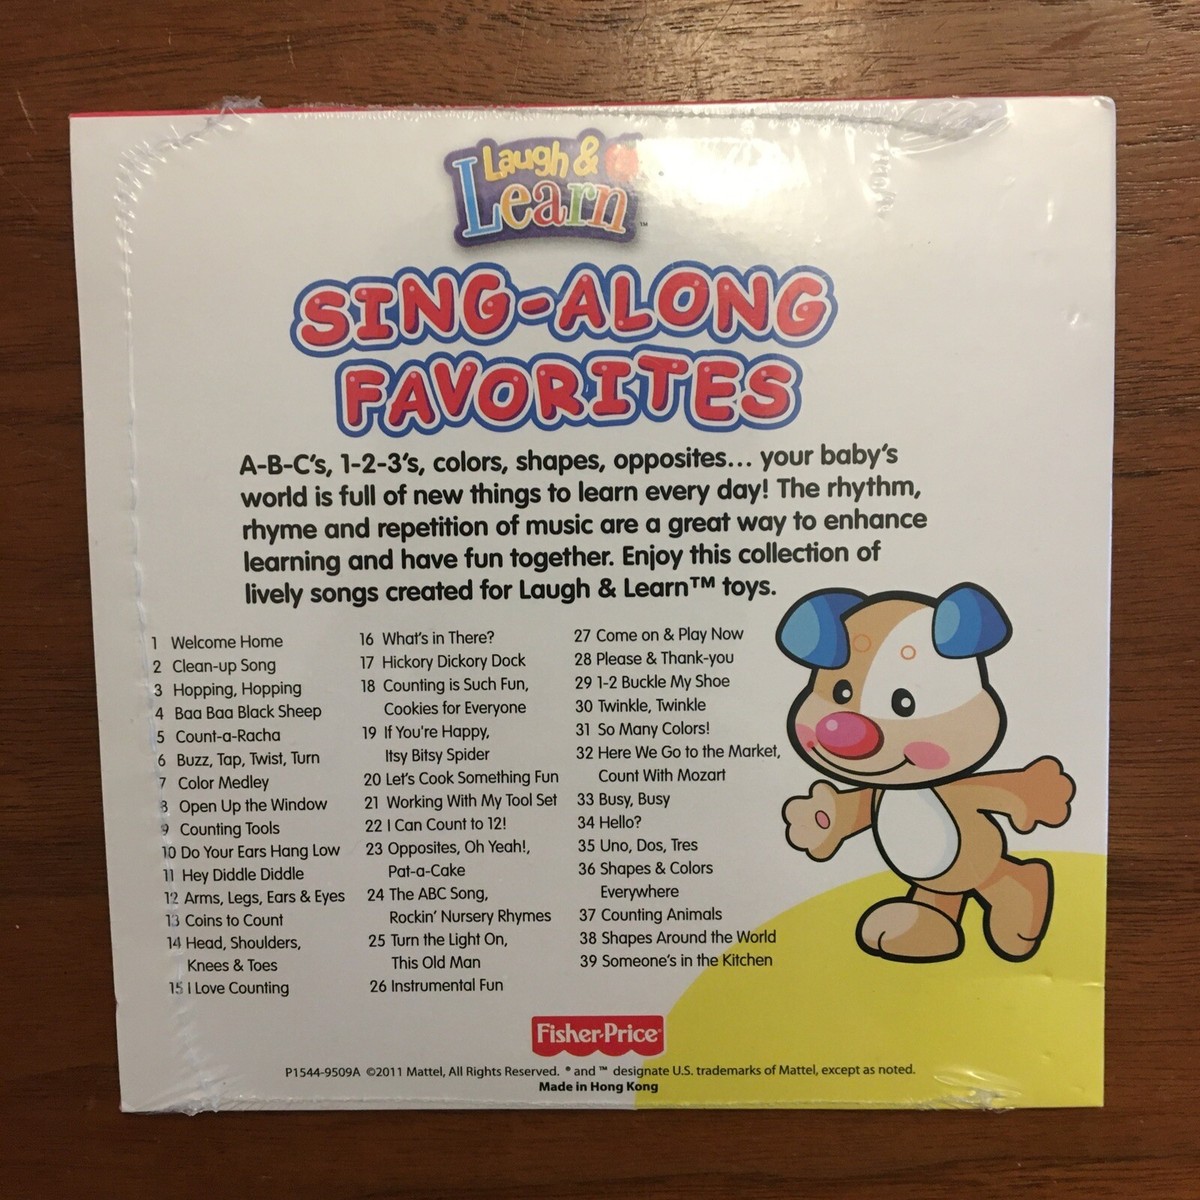 Laugh &
Learn™
SING-ALONG
FAVORITES
A-B-C's, 1-2-3's, colors, shapes, opposites... your baby's
world is full of new things to learn every day! The rhythm,
rhyme and repetition of music are a great way to enhance
learning and have fun together. Enjoy this collection of
lively songs created for Laugh & Learn™ toys.
1 Welcome Home
2 Clean-up Song
3 Hopping, Hopping
4 Baa Baa Black Sheep
5 Count-a-Racha
6 Buzz, Tap, Twist, Turn
7 Color Medley
8 Open Up the Window
9 Counting Tools
10 Do Your Ears Hang Low
11 Hey Diddle Diddle
12 Arms, Legs, Ears & Eyes
13 Coins to Count
14 Head, Shoulders,
Knees & Toes
15 I Love Counting
16 What's in There?
17 Hickory Dickory Dock
18 Counting is Such Fun,
Cookies for Everyone
19 If You're Happy,
Itsy Bitsy Spider
20 Let's Cook Something Fun
21 Working With My Tool Set
22 I Can Count to 12!
23 Opposites, Oh Yeah!,
Pat-a-Cake
24 The ABC Song,
Rockin' Nursery Rhymes
25 Turn the Light On,
This Old Man
26 Instrumental Fun
27 Come on & Play Now
28 Please & Thank-you
29 1-2 Buckle My Shoe
30 Twinkle, Twinkle
31 So Many Colors!
32 Here We Go to the Market,
Count With Mozart
33 Busy, Busy
34 Hello?
35 Uno, Dos, Tres
36 Shapes & Colors
Everywhere
37 Counting Animals
38 Shapes Around the World
39 Someone's in the Kitchen
Fisher-Price®
P1544-9509A ©2011 Mattel, All Rights Reserved. ® and ™ designate U.S. trademarks of Mattel, except as noted.
Made in Hong Kong